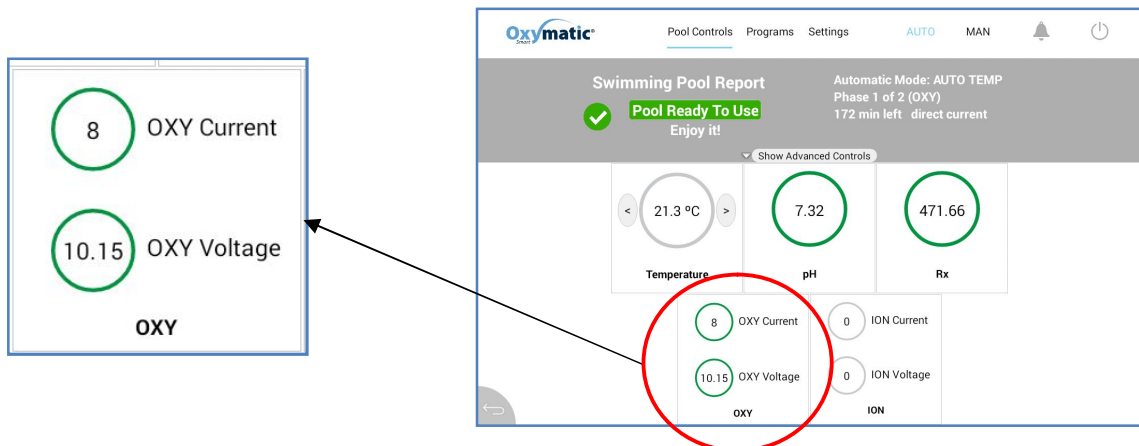 8 OXY Current
10.15 OXY Voltage
OXY
Oxymatic®
Smart
Pool Controls Programs Settings AUTO MAN
Swimming Pool Report
Pool Ready To Use
Enjoy it!
Automatic Mode: AUTO TEMP
Phase 1 of 2 (OXY)
172 min left direct current
Show Advanced Controls
< 21.3 ºC >
Temperature
7.32
pH
471.66
Rx
8 OXY Current
10.15 OXY Voltage
OXY
0 ION Current
0 ION Voltage
ION